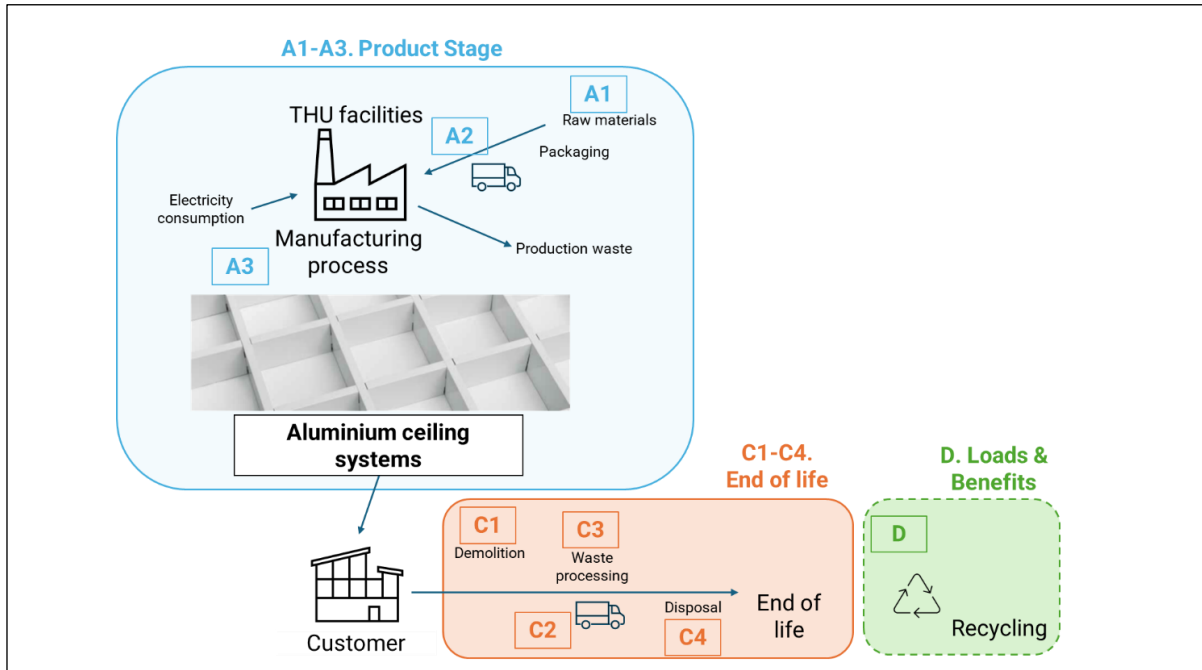 A1-A3. Product Stage
A1
Raw materials
THU facilities
A2
Packaging
Electricity
consumption
Manufacturing
process
Production waste
A3
Aluminium ceiling
systems
C1-C4.
End of life
D. Loads &
Benefits
C1
Demolition
C3
Waste
processing
D
Customer
C2
Disposal
C4
End of
life
Recycling